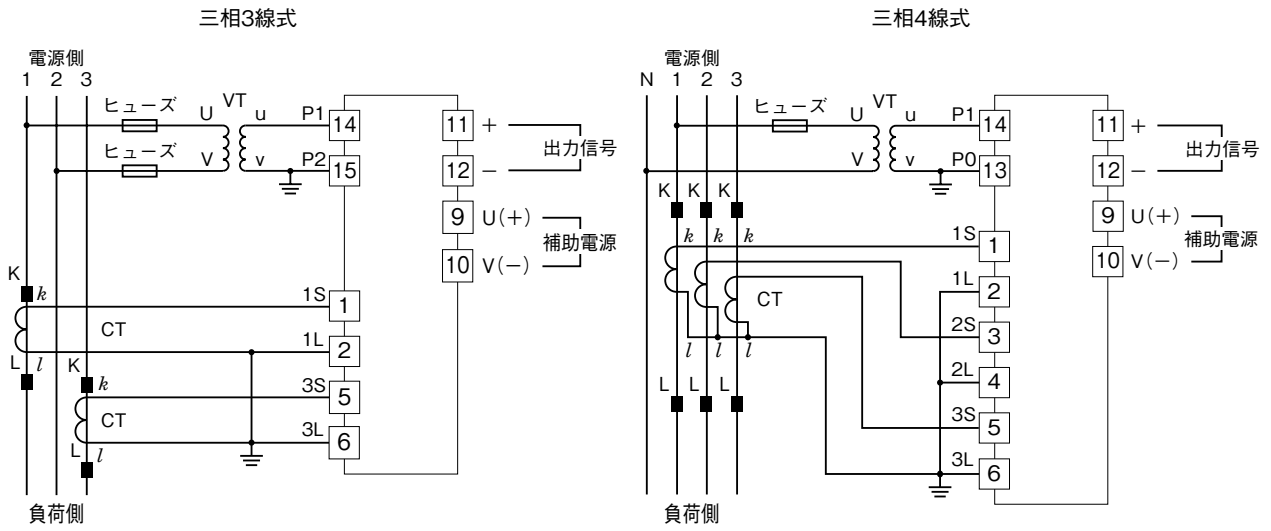 三相3線式
電源側
1 2 3
ヒューズ U VT u P1 14 11 +
出力信号
ヒューズ V v P2 15 12 −
9 U(+)
補助電源
10 V(−)
K
k 1S 1
CT
1L 2
L l K
k 3S 5
CT
3L 6
L l
負荷側
三相4線式
電源側
N 1 2 3
ヒューズ U VT u P1 14 11 +
出力信号
V v P0 13 12 −
K K K
9 U(+)
補助電源
10 V(−)
k k k 1S 1
1L 2
CT
2S 3
l l l
2L 4
L L L
3S 5
3L 6
負荷側